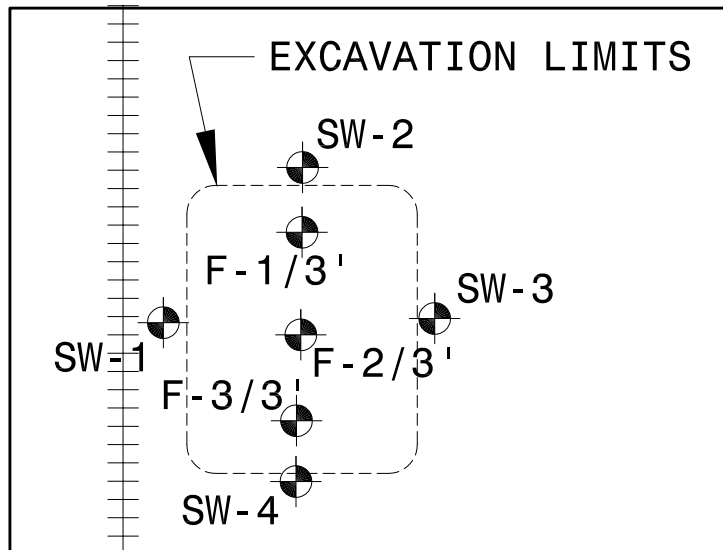 EXCAVATION LIMITS
SW-2
F-1/3'
SW-3
SW-1
F-2/3'
F-3/3'
SW-4